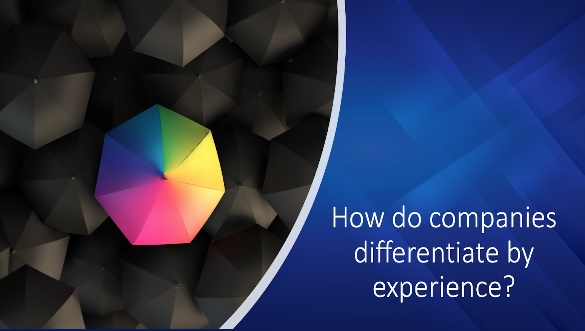 How do companies
differentiate by
experience?